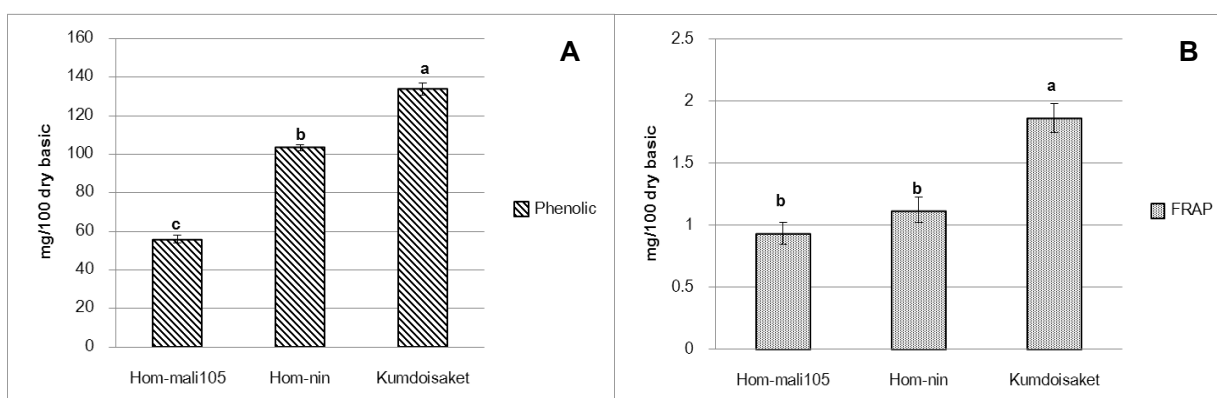 A
mg/100 dry basic
160
140
120
100
80
60
40
20
0
c
b
a
Hom-mali105
Hom-nin
Kumdoisaket
Phenolic
B
mg/100 dry basic
2.5
2
1.5
1
0.5
0
b
b
a
Hom-mali105
Hom-nin
Kumdoisaket
FRAP